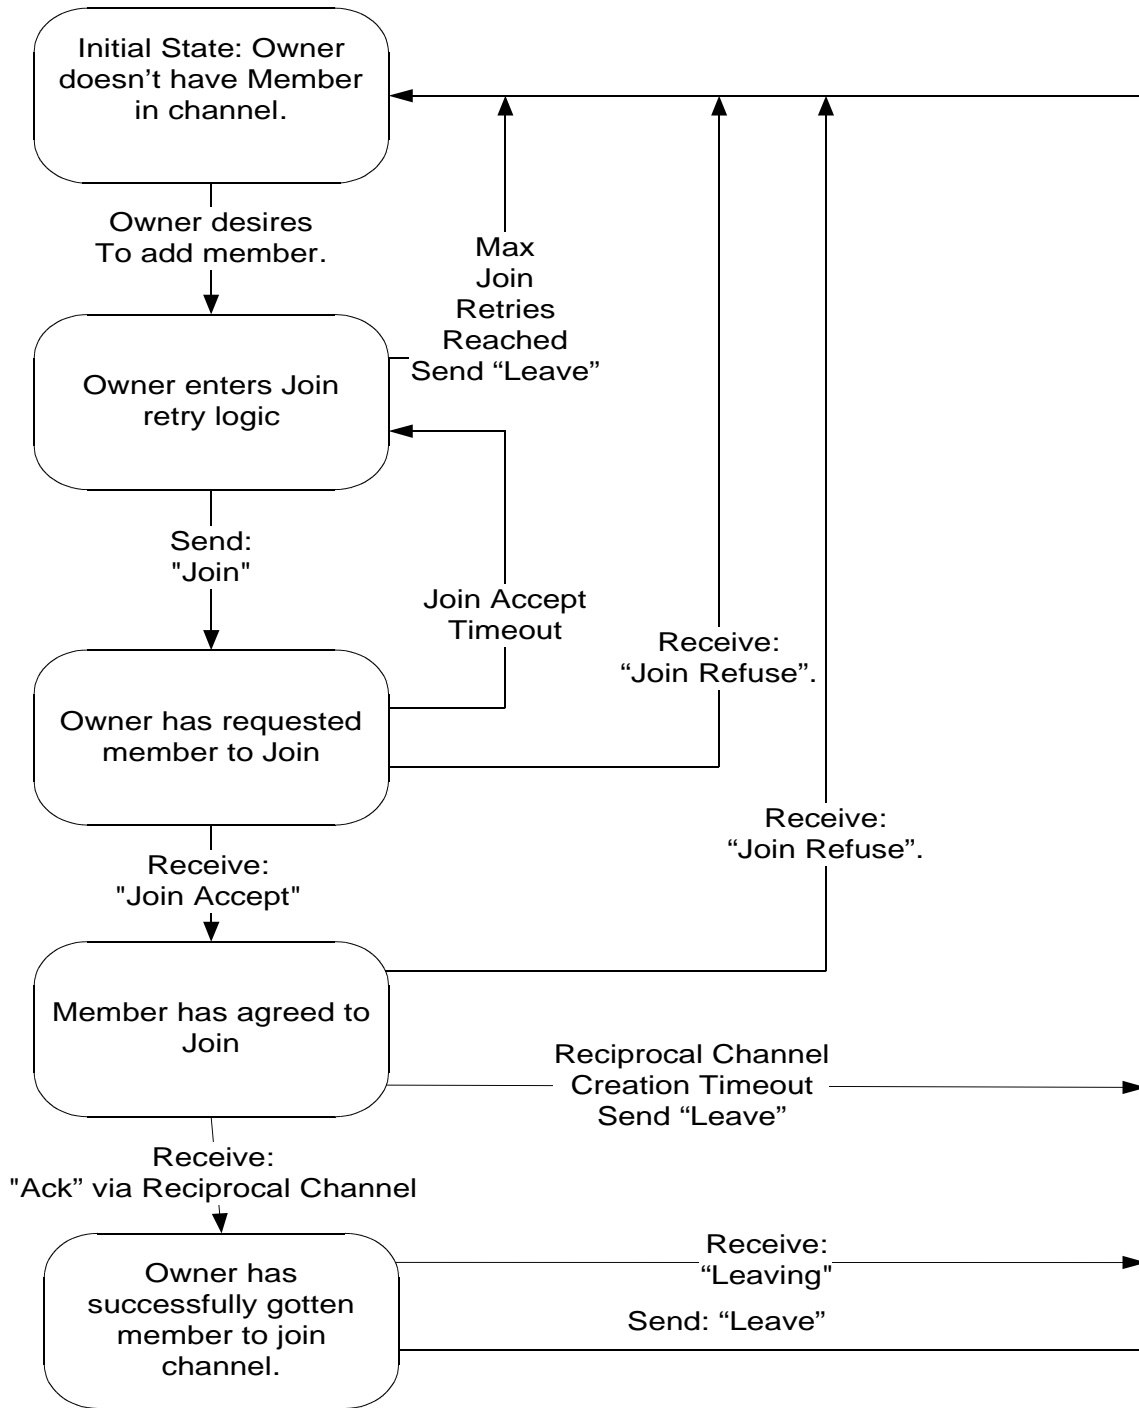 Initial State: Owner
doesn’t have Member
in channel.
Owner desires
To add member.
Max
Join
Retries
Reached
Send “Leave”
Owner enters Join
retry logic
Send:
"Join"
Join Accept
Timeout
Receive:
“Join Refuse”.
Owner has requested
member to Join
Receive:
“Join Refuse”.
Receive:
"Join Accept"
Member has agreed to
Join
Reciprocal Channel
Creation Timeout
Send “Leave”
Receive:
"Ack” via Reciprocal Channel
Receive:
“Leaving"
Owner has
successfully gotten
member to join
channel.
Send: “Leave”